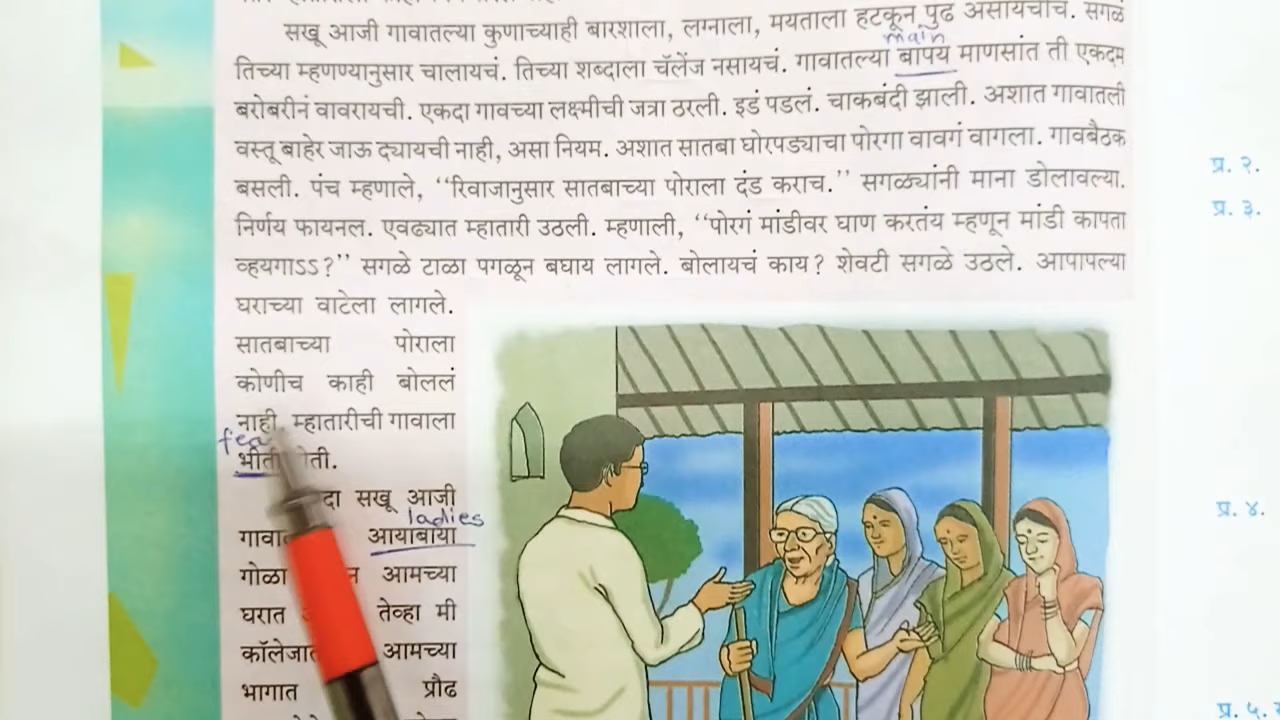 सखू आजी गावातल्या कुणाच्याही बारशाला, लग्नाला, मयताला हटकून पुढं असायचीच. सगळं
main
तिच्या म्हणण्यानुसार चालायचं. तिच्या शब्दाला चॅलेंज नसायचं. गावातल्या बापय माणसांत ती एकदम
बरोबरीनं वावरायची. एकदा गावच्या लक्ष्मीची जत्रा ठरली. इडं पडलं. चाकबंदी झाली. अशात गावातली
वस्तू बाहेर जाऊ द्यायची नाही, असा नियम. अशात सातबा घोरपड्याचा पोरगा वावगं वागला. गावबैठक
बसली. पंच म्हणाले, ‘‘रिवाजानुसार सातबाच्या पोराला दंड कराच.’’ सगळ्यांनी माना डोलावल्या.
निर्णय फायनल. एवढ्यात म्हातारी उठली. म्हणाली, ‘‘पोरगं मांडीवर घाण करतंय म्हणून मांडी कापता
व्हयगाऽऽ?’’ सगळे टाळा पगळून बघाय लागले. बोलायचं काय? शेवटी सगळे उठले. आपापल्या
घराच्या वाटेला लागले.
सातबाच्या पोराला
कोणीच काही बोललं
नाही. म्हातारीची गावाला
भीती
सखू आजी
ladies
आयाबाया
गोळा आमच्या
घरात तेव्हा मी
आमच्या
भागात प्रौढ
प्र. २.
प्र. ३.
प्र. ४.
प्र. ५.